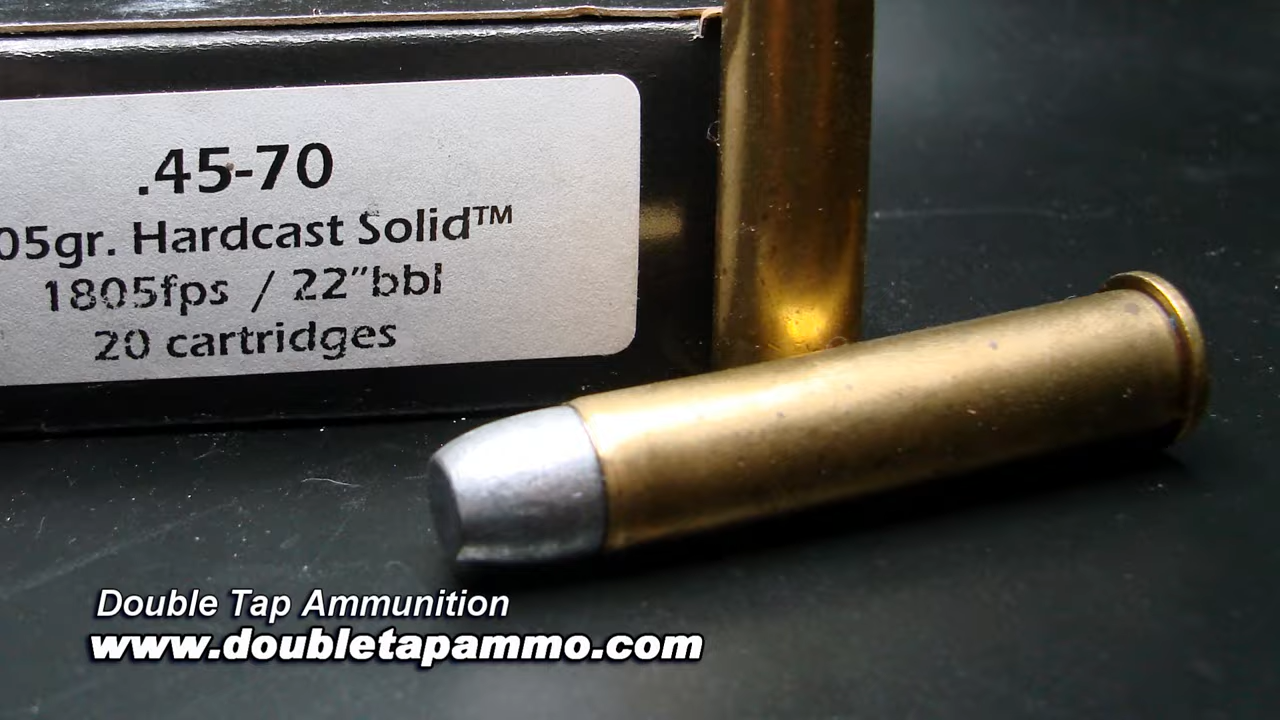 .45-70
05gr. Hardcast Solid™
1805fps / 22"bbl
20 cartridges
Double Tap Ammunition
www.doubletapammo.com